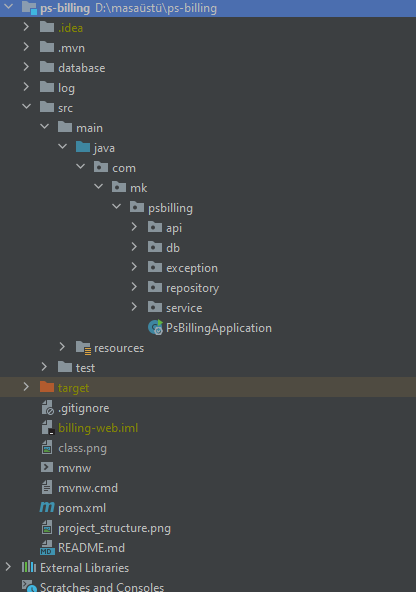 ps-billing D:\masaüstü\ps-billing
.idea
.mvn
database
log
src
main
java
com
mk
psbilling
api
db
exception
repository
service
PsBillingApplication
resources
test
target
.gitignore
billing-web.iml
class.png
mvnw
mvnw.cmd
pom.xml
project_structure.png
README.md
External Libraries
Scratches and Consoles